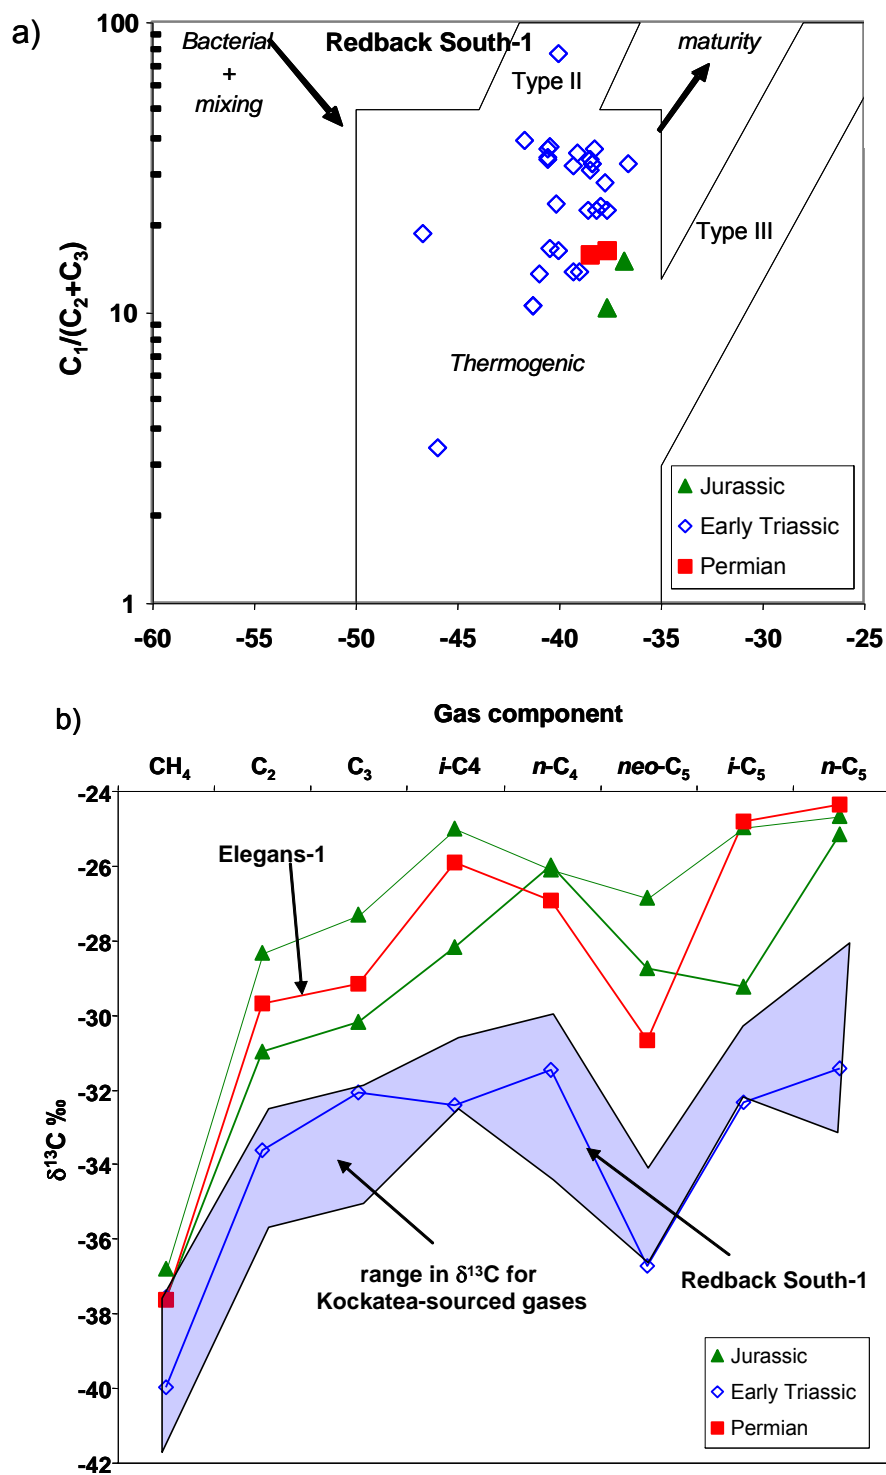 a)
100
10
1
C₁/(C₂+C₃)
Bacterial
+
mixing
Redback South-1
Type II
maturity
Type III
Thermogenic
Jurassic
Early Triassic
Permian
-60 -55 -50 -45 -40 -35 -30 -25
b)
Gas component
CH₄ C₂ C₃ i-C4 n-C₄ neo-C₅ i-C₅ n-C₅
-24
-26
-28
-30
-32
-34
-36
-38
-40
-42
δ¹³C ‰
Elegans-1
range in δ¹³C for
Kockatea-sourced gases
Redback South-1
Jurassic
Early Triassic
Permian